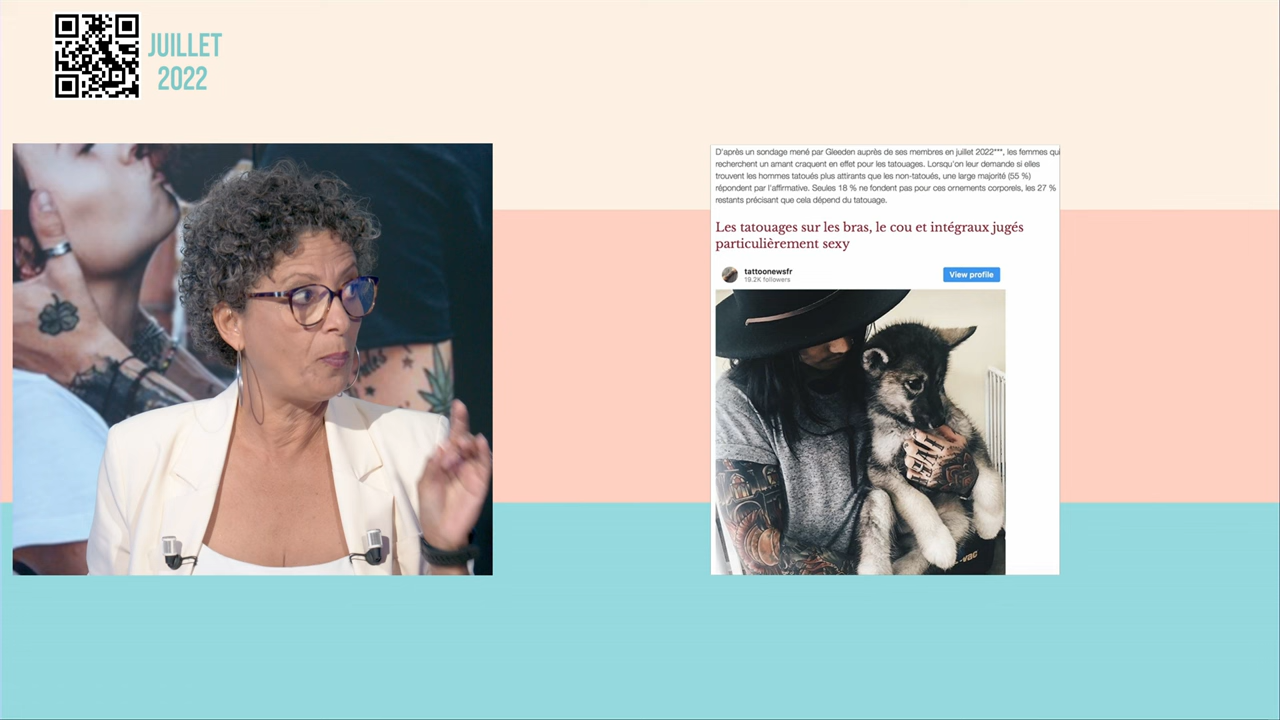 JUILLET
2022
D'après un sondage mené par Gleeden auprès de ses membres en juillet 2022***, les femmes qui
recherchent un amant craquent en effet pour les tatouages. Lorsqu'on leur demande si elles
trouvent les hommes tatoués plus attirants que les non-tatoués, une large majorité (55 %)
répondent par l'affirmative. Seules 18 % ne fondent pas pour ces ornements corporels, les 27 %
restants précisant que cela dépend du tatouage.
Les tatouages sur les bras, le cou et intégraux jugés
particulièrement sexy
tattoonewsfr
19.2K followers
View profile